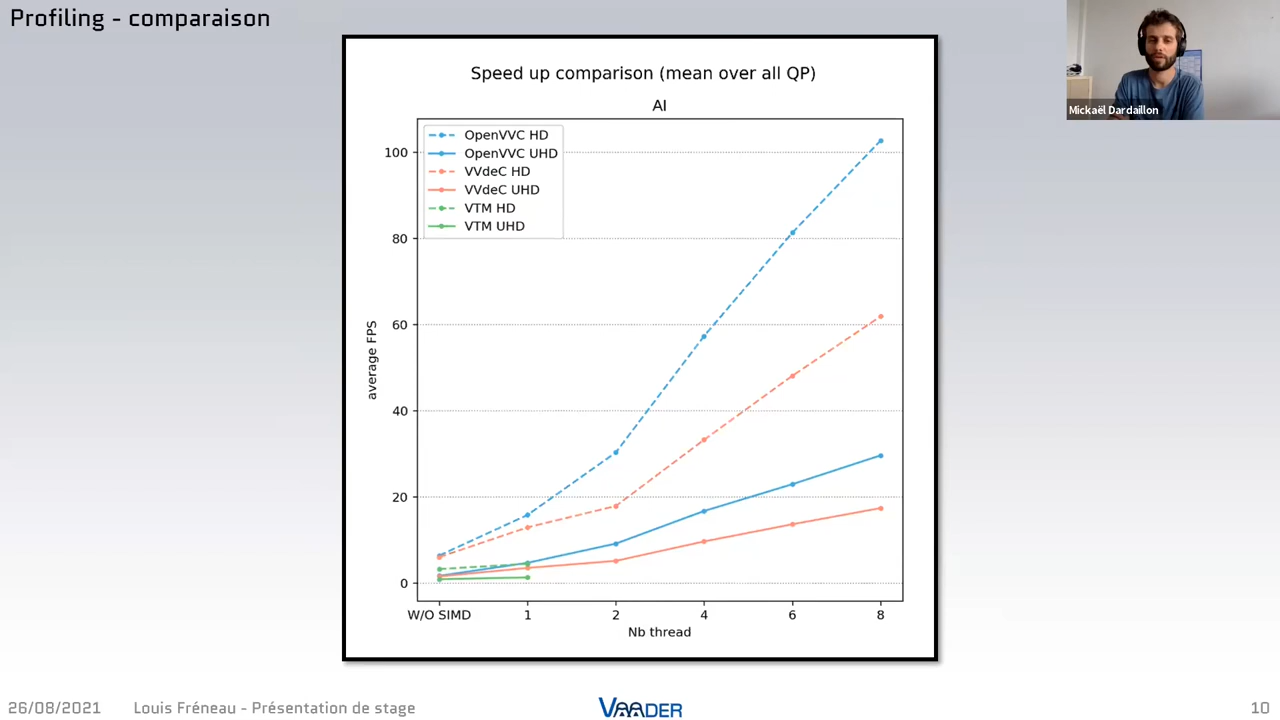 Profiling - comparaison
Mickaël Dardaillon
Speed up comparison (mean over all QP)
AI
OpenVVC HD
OpenVVC UHD
VVdeC HD
VVdeC UHD
VTM HD
VTM UHD
100
80
60
40
20
0
average FPS
W/O SIMD 1 2 4 6 8
Nb thread
26/08/2021 Louis Fréneau - Présentation de stage VAADER 10